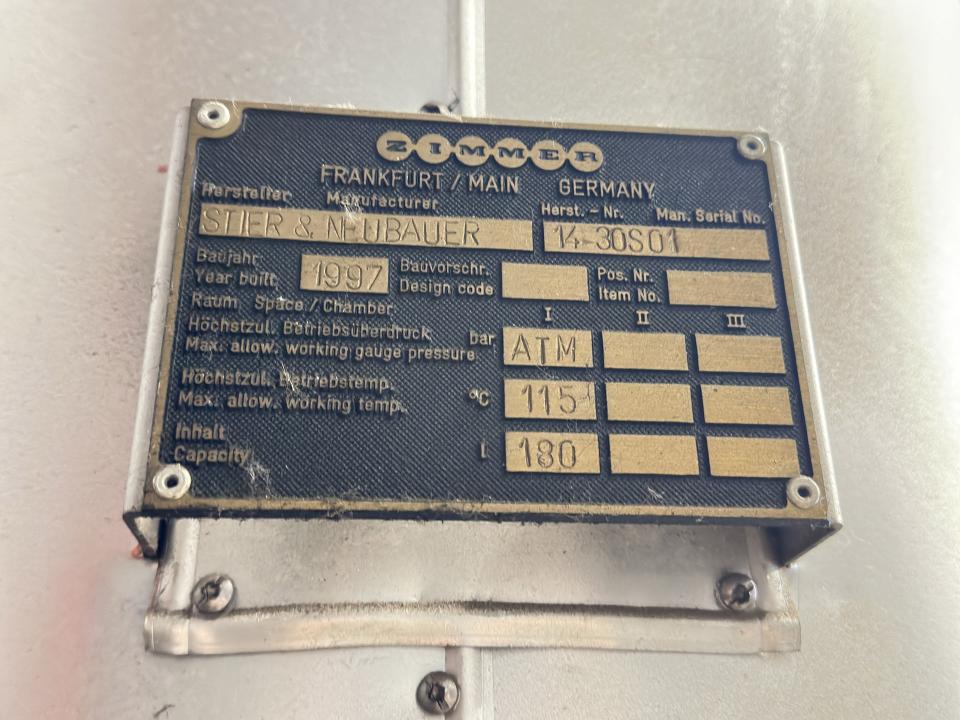 ZIMMER
FRANKFURT / MAIN GERMANY
Hersteller Manufacturer Herst. - Nr. Man. Serial No.
STIER & NEUBAUER 14-30S01
Baujahr Bauvorschr. Pos. Nr.
Year built 1997 Design code Item No.
Raum Space / Chamber I II III
Höchstzul. Betriebsüberdruck bar ATM
Max. allow. working gauge pressure
Höchstzul. Betriebstemp. °C 115
Max. allow. working temp.
Inhalt l 180
Capacity